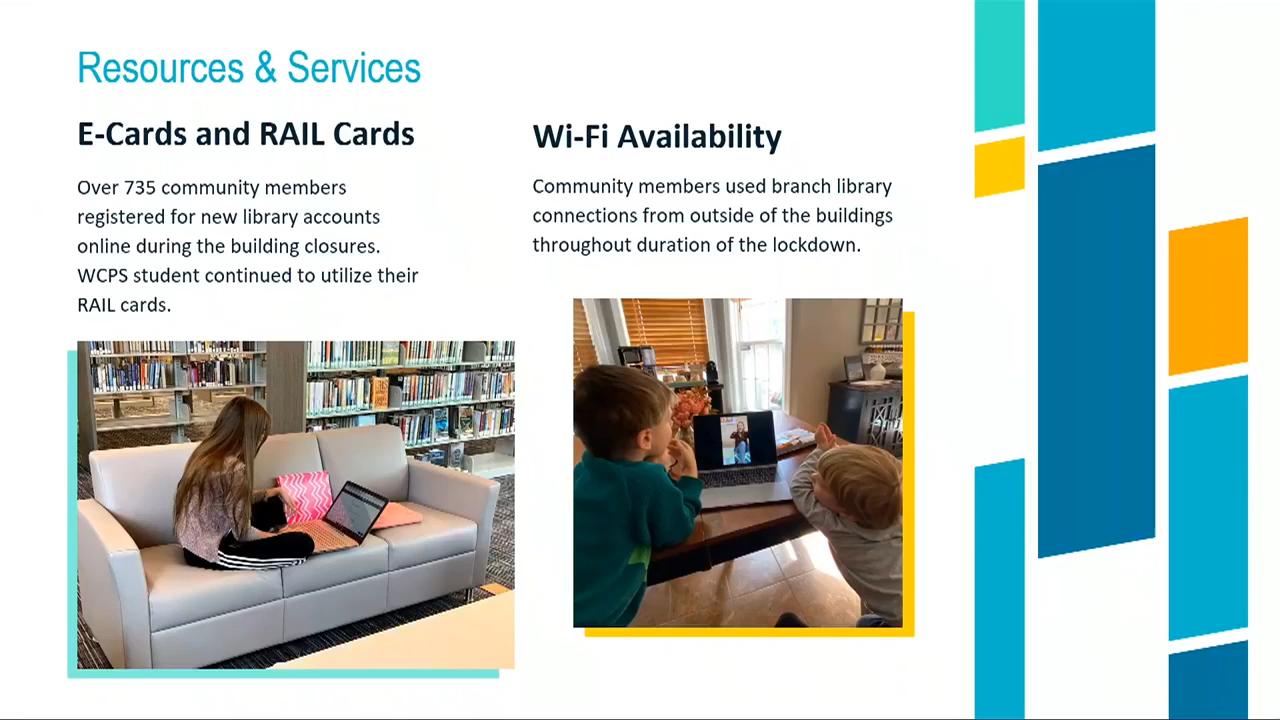 Resources & Services
E-Cards and RAIL Cards
Over 735 community members
registered for new library accounts
online during the building closures.
WCPS student continued to utilize their
RAIL cards.
Wi-Fi Availability
Community members used branch library
connections from outside of the buildings
throughout duration of the lockdown.